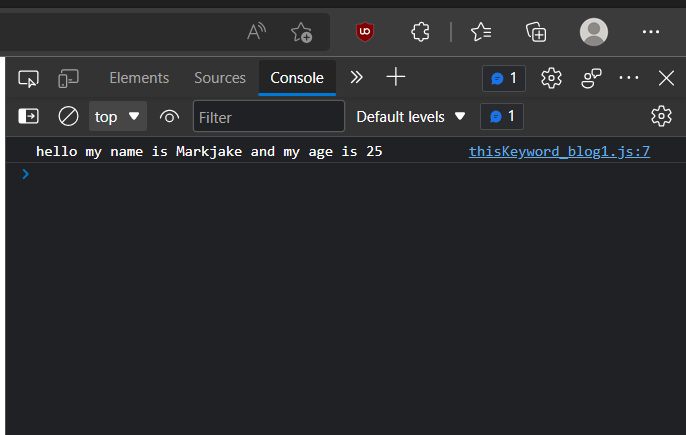 Elements Sources Console 1
top Filter Default levels 1
hello my name is Markjake and my age is 25 thisKeyword_blog1.js:7